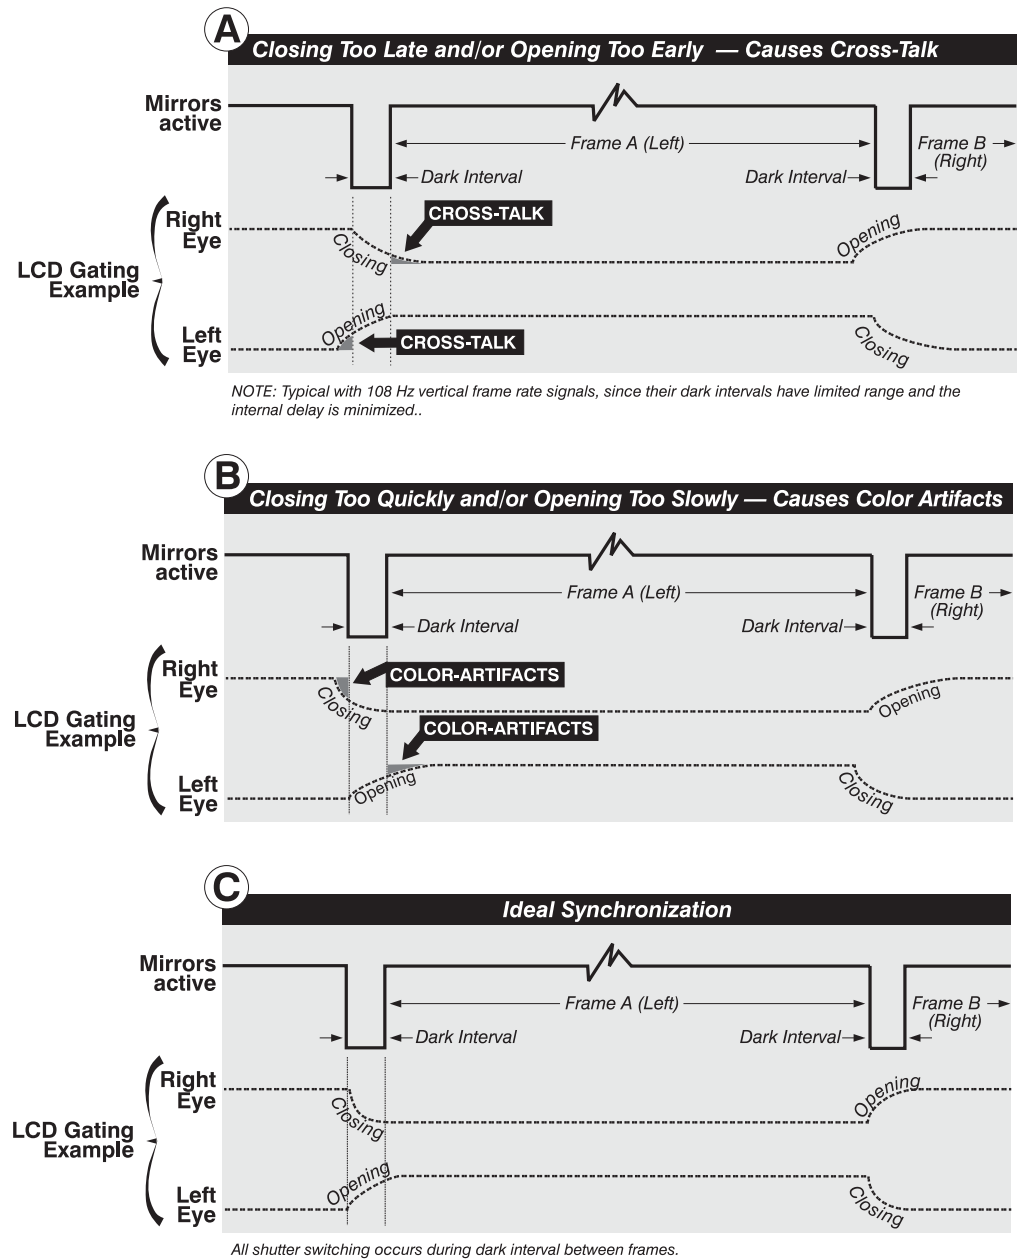 A
Closing Too Late and/or Opening Too Early — Causes Cross-Talk
Mirrors
active
Frame A (Left)
Frame B
(Right)
Dark Interval
Dark Interval
LCD Gating
Example
Right
Eye
Closing
CROSS-TALK
Opening
Left
Eye
Opening
CROSS-TALK
Closing
NOTE: Typical with 108 Hz vertical frame rate signals, since their dark intervals have limited range and the
internal delay is minimized..
B
Closing Too Quickly and/or Opening Too Slowly — Causes Color Artifacts
Mirrors
active
Frame A (Left)
Frame B
(Right)
Dark Interval
Dark Interval
LCD Gating
Example
Right
Eye
Closing
COLOR-ARTIFACTS
Opening
COLOR-ARTIFACTS
Left
Eye
Opening
Closing
C
Ideal Synchronization
Mirrors
active
Frame A (Left)
Frame B
(Right)
Dark Interval
Dark Interval
LCD Gating
Example
Right
Eye
Closing
Opening
Left
Eye
Opening
Closing
All shutter switching occurs during dark interval between frames.